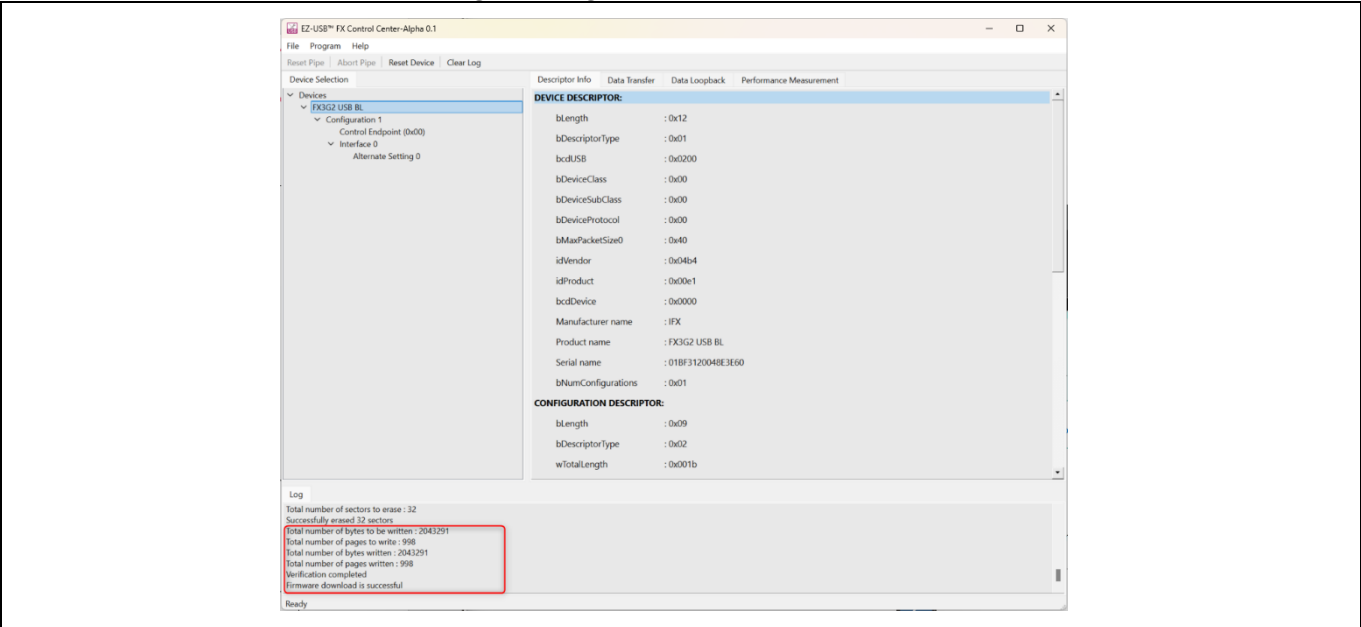 EZ-USB™ FX Control Center-Alpha 0.1
File Program Help
Reset Pipe Abort Pipe Reset Device Clear Log
Device Selection
Devices
FX3G2 USB BL
Configuration 1
Control Endpoint (0x00)
Interface 0
Alternate Setting 0
Descriptor Info Data Transfer Data Loopback Performance Measurement
DEVICE DESCRIPTOR:
bLength : 0x12
bDescriptorType : 0x01
bcdUSB : 0x0200
bDeviceClass : 0x00
bDeviceSubClass : 0x00
bDeviceProtocol : 0x00
bMaxPacketSize0 : 0x40
idVendor : 0x04b4
idProduct : 0x00e1
bcdDevice : 0x0000
Manufacturer name : IFX
Product name : FX3G2 USB BL
Serial name : 01BF3120048E3E60
bNumConfigurations : 0x01
CONFIGURATION DESCRIPTOR:
bLength : 0x09
bDescriptorType : 0x02
wTotalLength : 0x001b
Log
Total number of sectors to erase : 32
Successfully erased 32 sectors
Total number of bytes to be written : 2043291
Total number of pages to write : 998
Total number of bytes written : 2043291
Total number of pages written : 998
Verification completed
Firmware download is successful
Ready